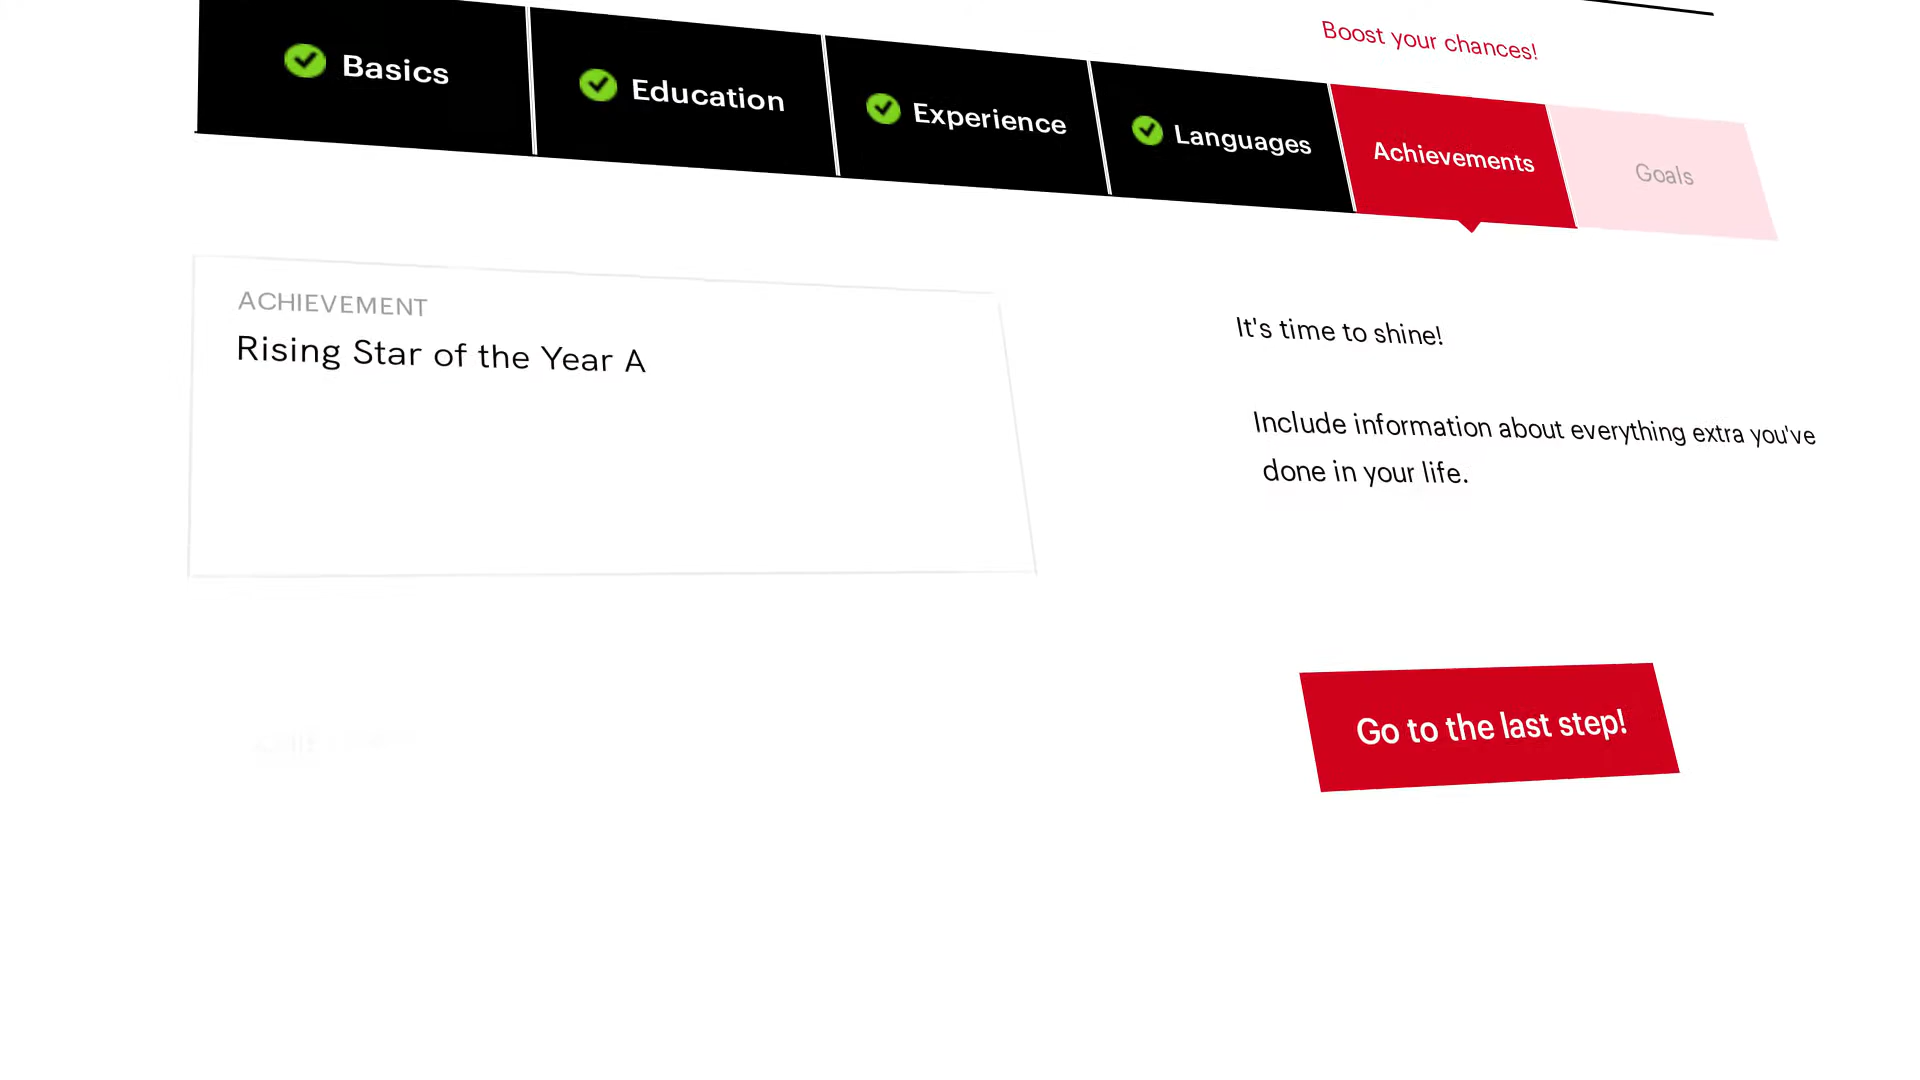 Boost your chances!
Basics
Education
Experience
Languages
Achievements
Goals
ACHIEVEMENT
Rising Star of the Year A
It's time to shine!
Include information about everything extra you've
done in your life.
Go to the last step!